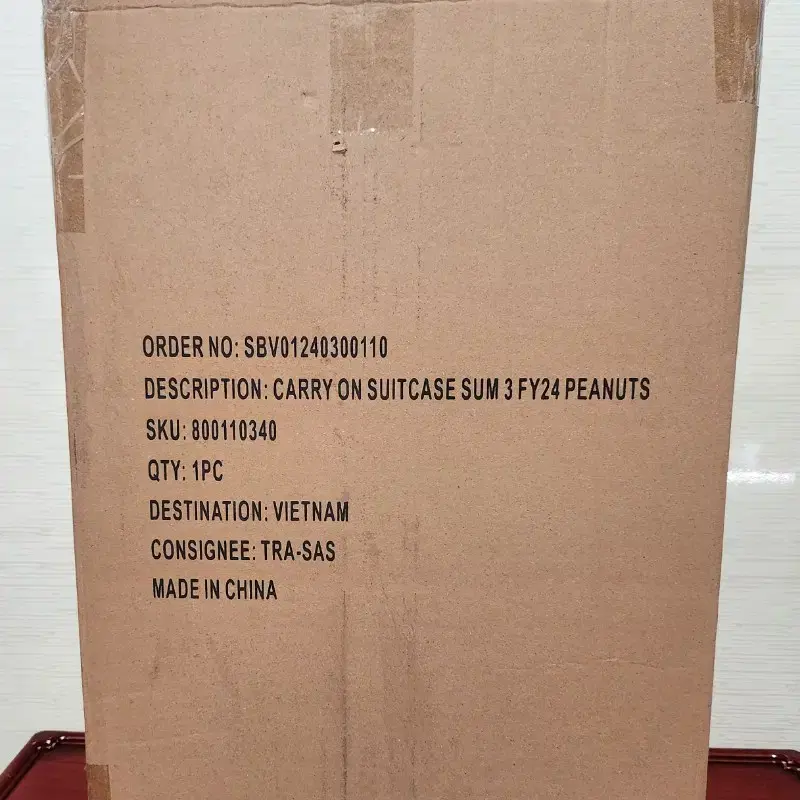 ORDER NO: SBV01240300110
DESCRIPTION: CARRY ON SUITCASE SUM 3 FY24 PEANUTS
SKU: 800110340
QTY: 1PC
DESTINATION: VIETNAM
CONSIGNEE: TRA-SAS
MADE IN CHINA